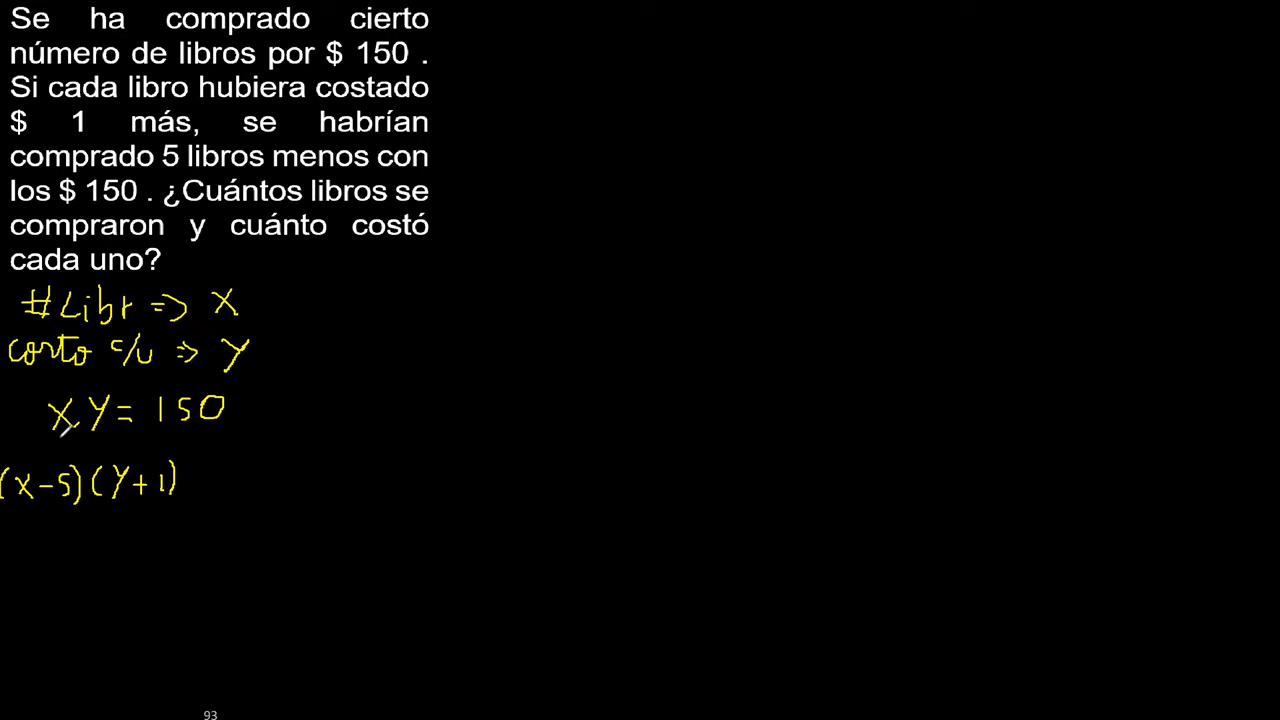 Se ha comprado cierto
número de libros por $ 150 .
Si cada libro hubiera costado
$ 1 más, se habrían
comprado 5 libros menos con
los $ 150 . ¿Cuántos libros se
compraron y cuánto costó
cada uno?
#Libr => X
costo c/u => y
X.y = 150
(x-5)(y+1)
93